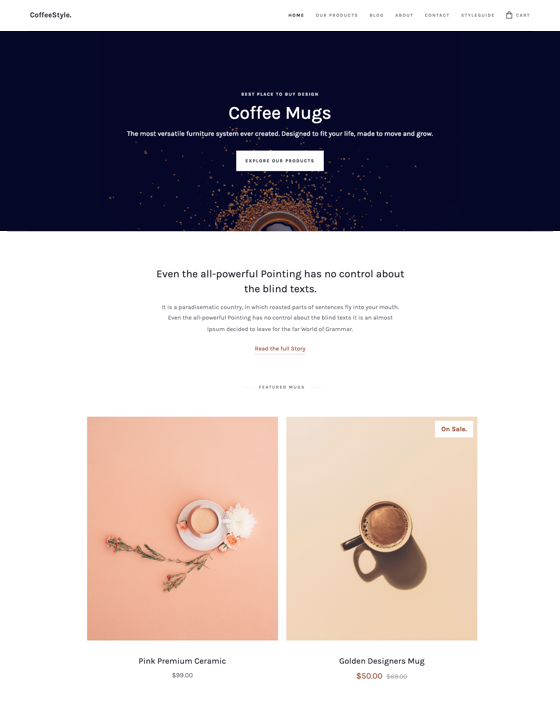 CoffeeStyle.
HOME OUR PRODUCTS BLOG ABOUT CONTACT STYLEGUIDE CART
BEST PLACE TO BUY DESIGN
Coffee Mugs
The most versatile furniture system ever created. Designed to fit your life, made to move and grow.
EXPLORE OUR PRODUCTS
Even the all-powerful Pointing has no control about
the blind texts.
It is a paradisematic country, in which roasted parts of sentences fly into your mouth.
Even the all-powerful Pointing has no control about the blind texts it is an almost
Ipsum decided to leave for the far World of Grammar.
Read the full Story
FEATURED MUGS
On Sale.
Pink Premium Ceramic
$99.00
Golden Designers Mug
$50.00 $69.00